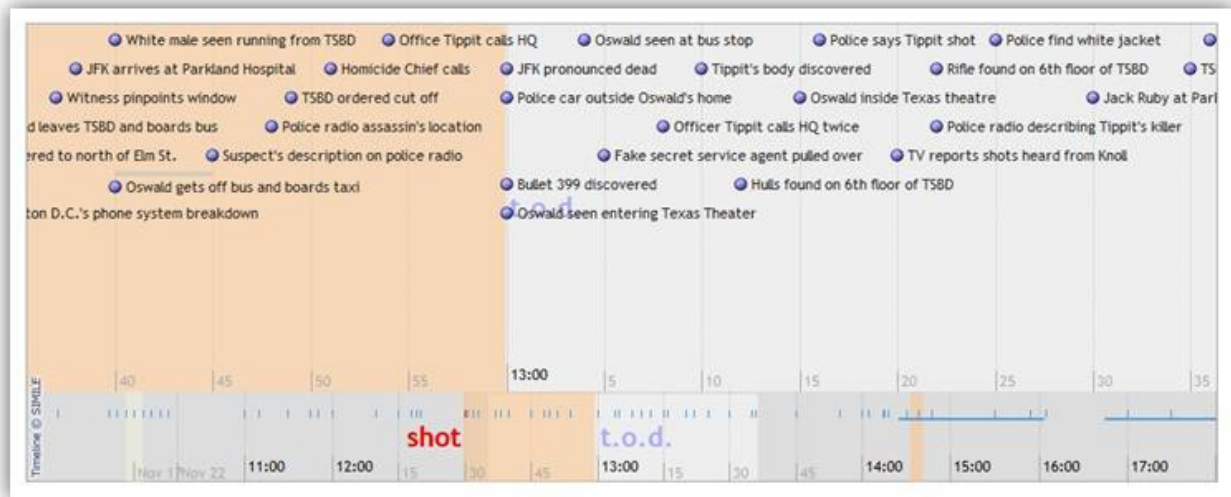 White male seen running from TSBD Office Tippit calls HQ Oswald seen at bus stop Police says Tippit shot Police find white jacket
JFK arrives at Parkland Hospital Homicide Chief calls JFK pronounced dead Tippit's body discovered Rifle found on 6th floor of TSBD TS
Witness pinpoints window TSBD ordered cut off Police car outside Oswald's home Oswald inside Texas theatre Jack Ruby at Parl
d leaves TSBD and boards bus Police radio assassin's location Officer Tippit calls HQ twice Police radio describing Tippit's killer
ered to north of Elm St. Suspect's description on police radio Fake secret service agent pulled over TV reports shots heard from Knoll
Oswald gets off bus and boards taxi Bullet 399 discovered Hulls found on 6th floor of TSBD
t.o.d.
ton D.C.'s phone system breakdown Oswald seen entering Texas Theater
40 45 50 55 13:00 5 10 15 20 25 30 35
Timeline © SIMILE
shot t.o.d.
Nov 17 Nov 22 11:00 12:00 15 30 45 13:00 15 30 45 14:00 15:00 16:00 17:00